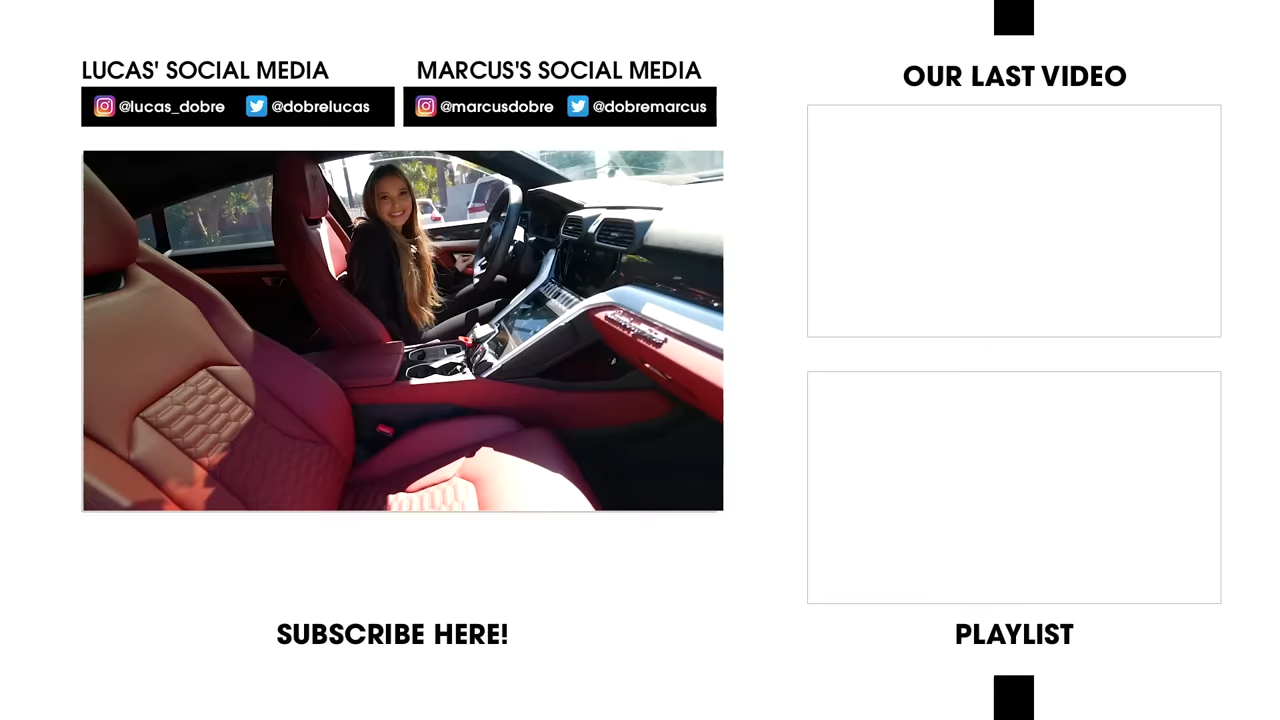 LUCAS' SOCIAL MEDIA
@lucas_dobre @dobrelucas
MARCUS'S SOCIAL MEDIA
@marcusdobre @dobremarcus
OUR LAST VIDEO
SUBSCRIBE HERE!
PLAYLIST